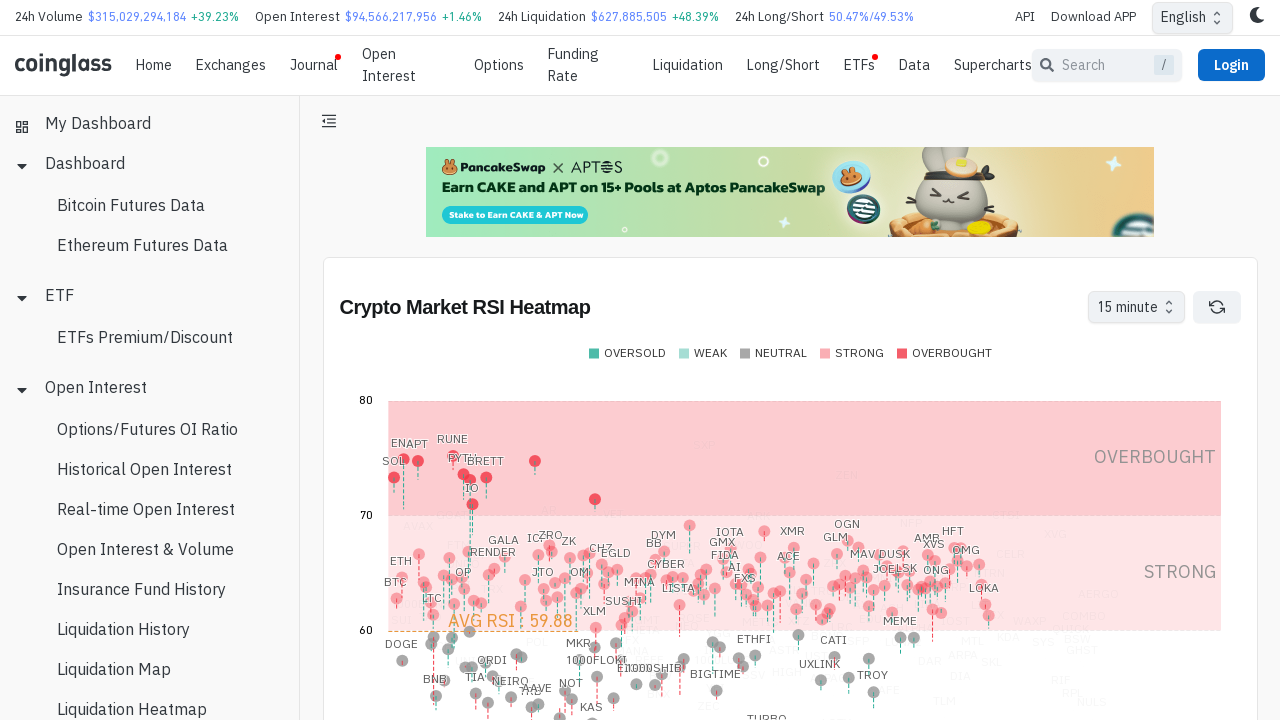 24h Volume $315,029,294,184 +39.23% Open Interest $94,566,217,956 +1.46% 24h Liquidation $627,885,505 +48.39% 24h Long/Short 50.47%/49.53% API Download APP English
coinglass Home Exchanges Journal Open Interest Options Funding Rate Liquidation Long/Short ETFs Data Supercharts Search / Login
My Dashboard
Dashboard
Bitcoin Futures Data
Ethereum Futures Data
ETF
ETFs Premium/Discount
Open Interest
Options/Futures OI Ratio
Historical Open Interest
Real-time Open Interest
Open Interest & Volume
Insurance Fund History
Liquidation History
Liquidation Map
Liquidation Heatmap
PancakeSwap × APTOS
Earn CAKE and APT on 15+ Pools at Aptos PancakeSwap
Stake to Earn CAKE & APT Now
Crypto Market RSI Heatmap 15 minute
OVERSOLD WEAK NEUTRAL STRONG OVERBOUGHT
80
RUNE
ENAPT
OVERBOUGHT
SOL PYTH BRETT
IO
70
OGN
ZRO DYM IOTA XMR HFT
GALA ZK BB GMX GLM AMP XVS
RENDER CHZ EGLD FIDA ACE MAV DUSK OMG
ETH CYBER AI JOE LSK ONG
OP JTO OM FXS STRONG
BTC MINA LISTA LOKA
LTC SUSHI
XLM
AVG RSI : 59.88 MEME
60
DOGE MKR ETHFI CATI
ORDI 1000FLOKI UXLINK
BNB TIA NEIRO NOT BIGTIME TROY
AAVE
KAS
TURBO